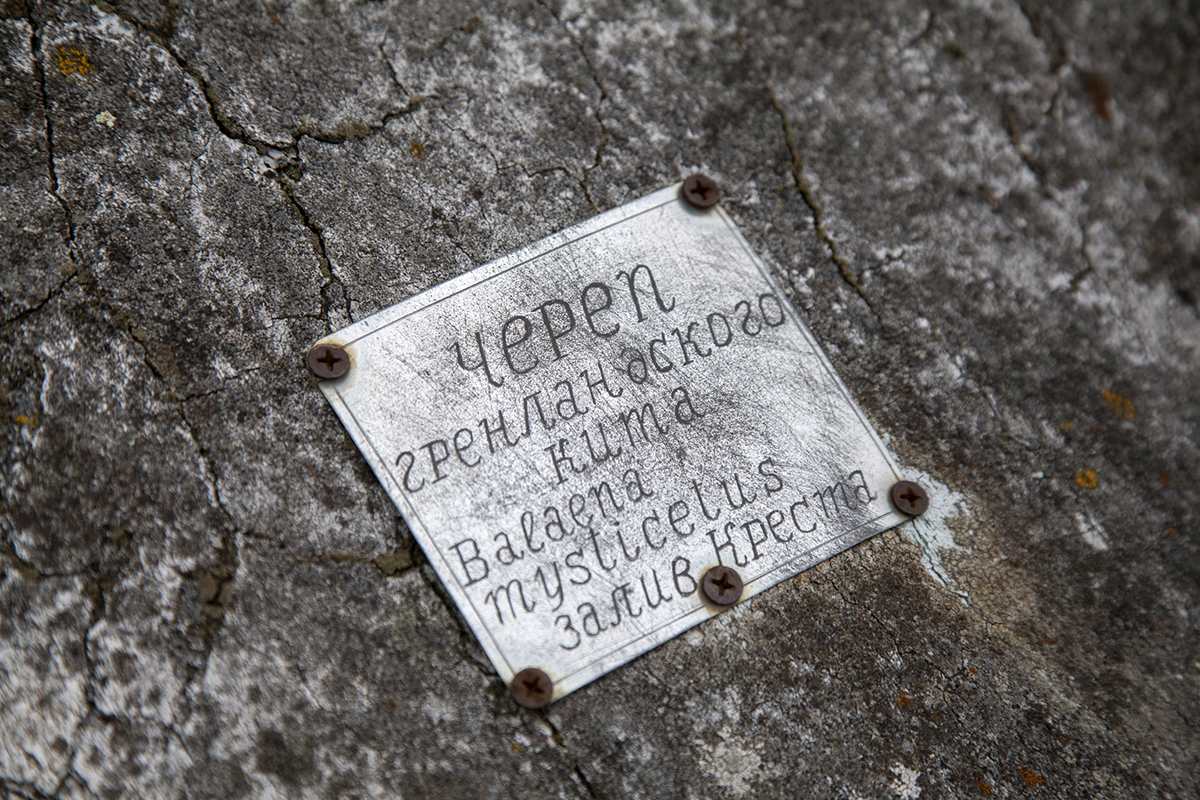 Череп
гренландского
кита
Balaena
mysticetus
залив Креста